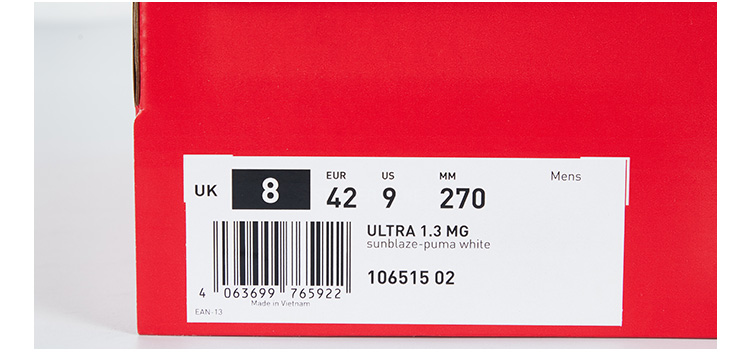 EUR US MM Mens
UK 8 42 9 270
ULTRA 1.3 MG
sunblaze-puma white
106515 02
4 063699 765922
Made in Vietnam
EAN-13